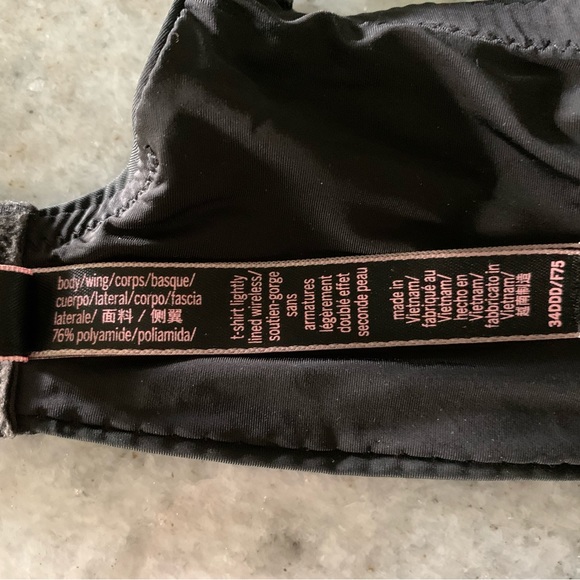 body/wing/corps/basque/
cuerpo/lateral/corpo/fascia
laterale/ 面料 / 側翼
76% polyamide/poliamida/
t-shirt lightly
lined wireless/
soutien-gorge
sans
armatures
légèrement
doublé effet
seconde peau
made in
Vietnam/
fabriqué au
Vietnam/
hecho en
Vietnam/
fabbricato in
Vietnam/
越南製造
34DDD/F75